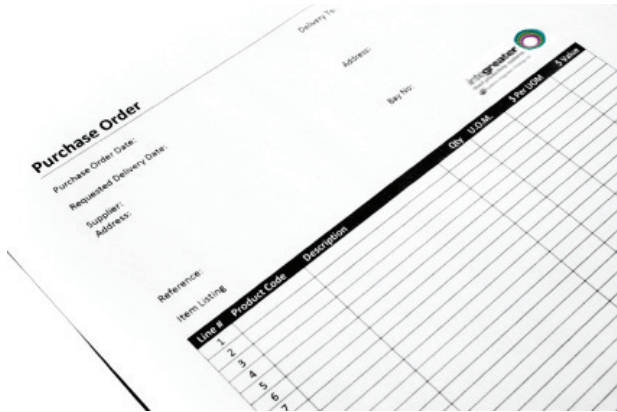 Purchase Order
Delivery To:
Purchase Order Date:
Address:
Requested Delivery Date:
Bay No:
Supplier:
Address:
intogreater
Reference:
Item Listing
Line # Product Code Description Qty U.O.M. $ Per UOM $ Value
1
2
3
4
5
6
7